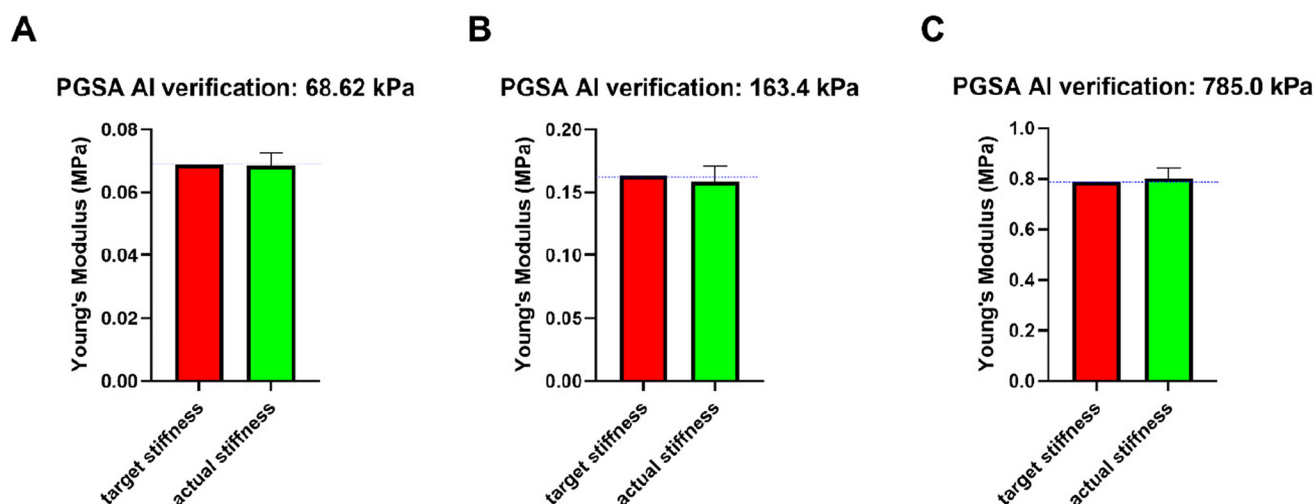 A
PGSA AI verification: 68.62 kPa
Young's Modulus (MPa)
0.08
0.06
0.04
0.02
0.00
target stiffness
actual stiffness
B
PGSA AI verification: 163.4 kPa
Young's Modulus (MPa)
0.20
0.15
0.10
0.05
0.00
target stiffness
actual stiffness
C
PGSA AI verification: 785.0 kPa
Young's Modulus (MPa)
1.0
0.8
0.6
0.4
0.2
0.0
target stiffness
actual stiffness